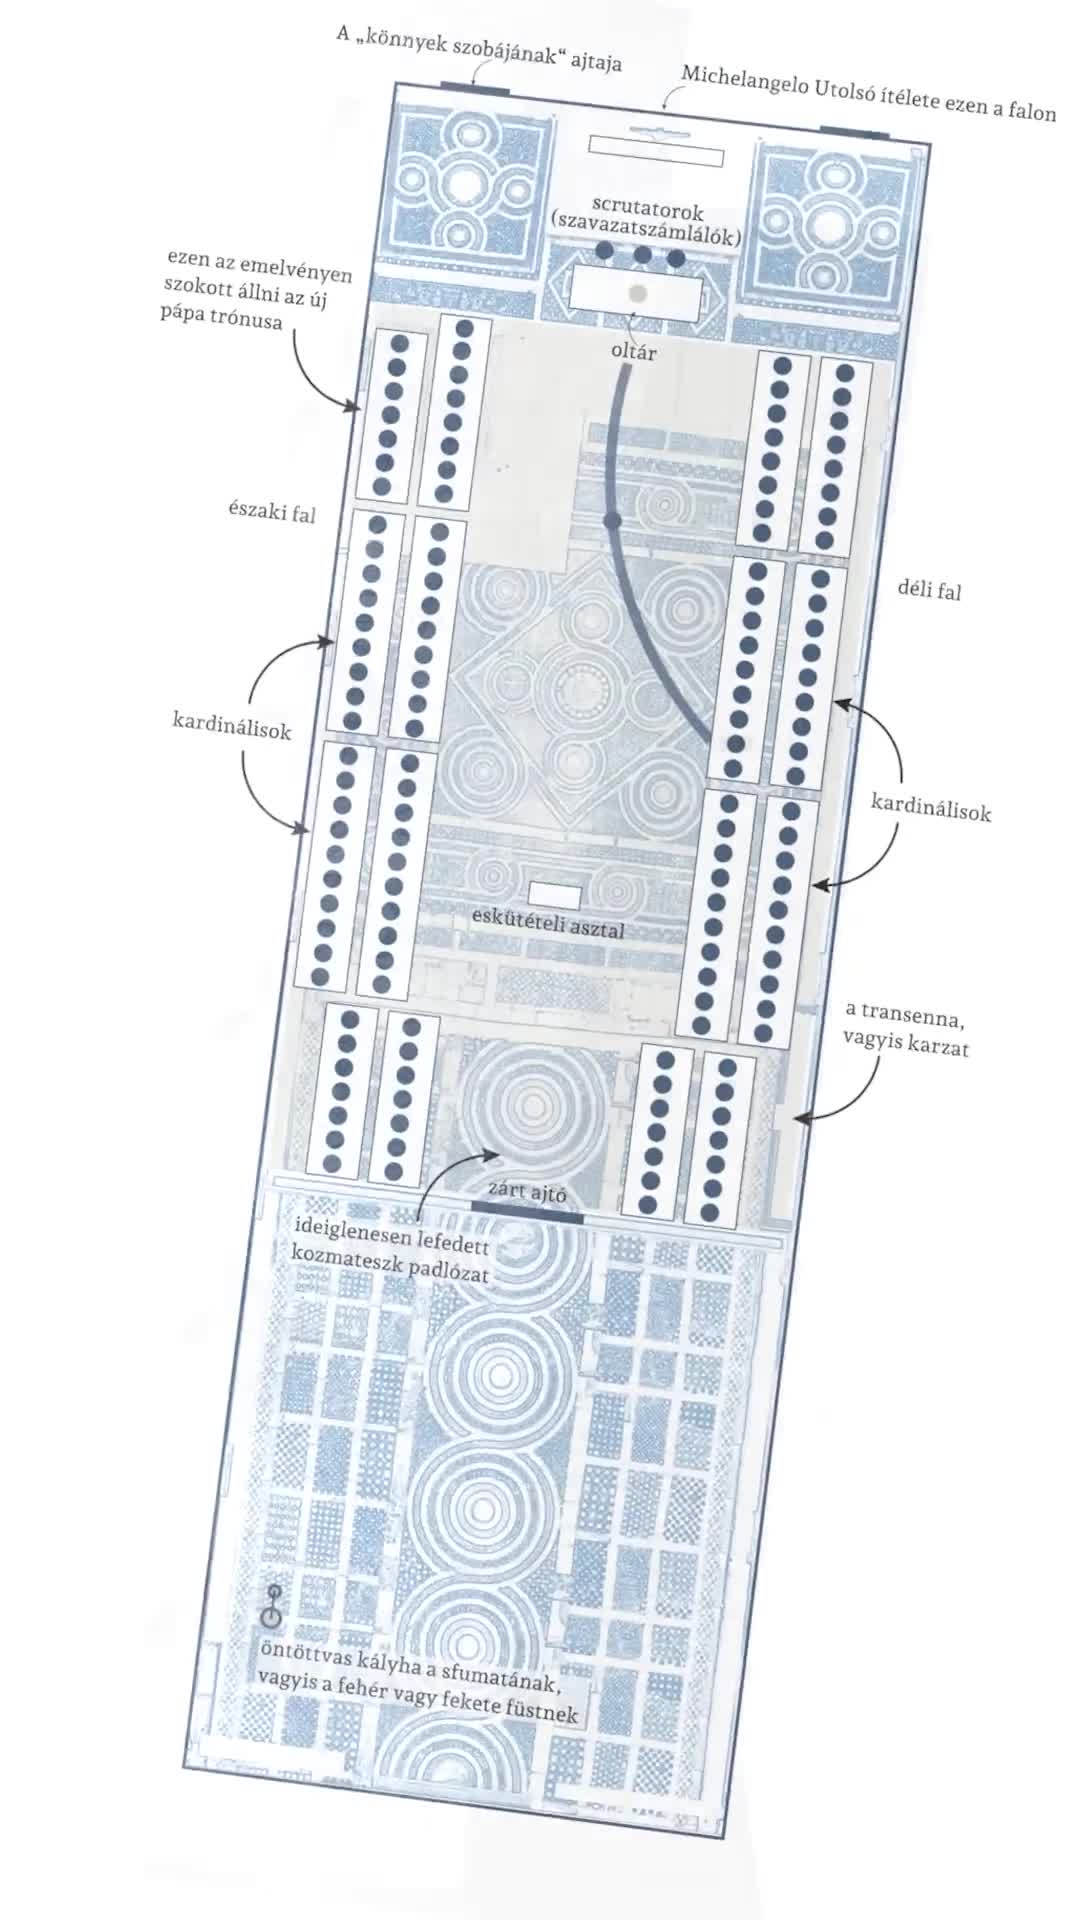 A „könnyek szobájának“ ajtaja
Michelangelo Utolsó ítélete ezen a falon
scrutatorok
(szavazatszámlálók)
ezen az emelvényen
szokott állni az új
pápa trónusa
oltár
északi fal
déli fal
kardinálisok
kardinálisok
eskütételi asztal
a transenna,
vagyis karzat
zárt ajtó
ideiglenesen lefedett
kozmateszk padlózat
öntöttvas kályha a sfumatának,
vagyis a fehér vagy fekete füstnek